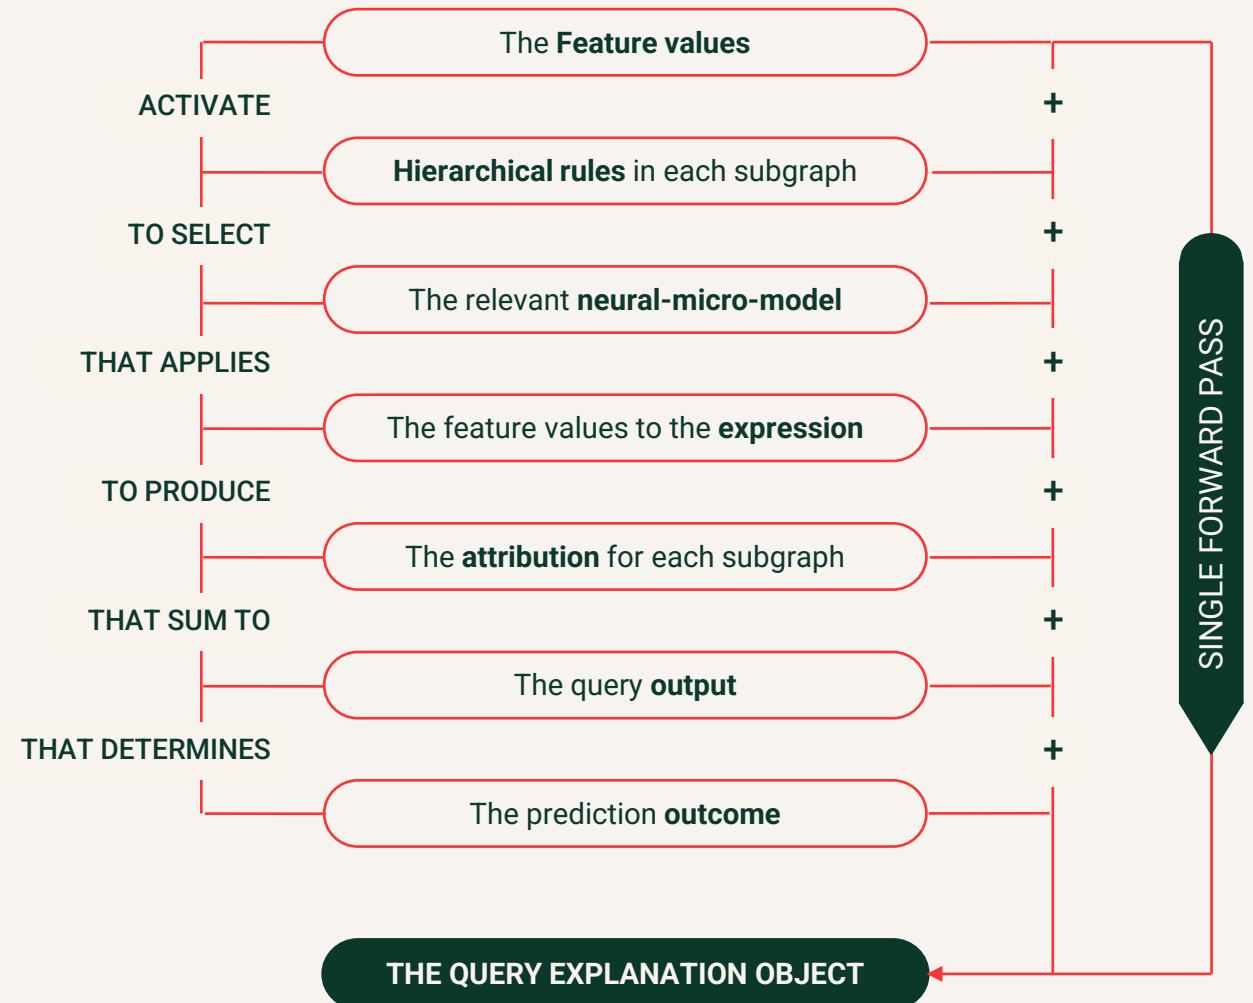 The Feature values
ACTIVATE
+
Hierarchical rules in each subgraph
TO SELECT
+
The relevant neural-micro-model
THAT APPLIES
+
The feature values to the expression
TO PRODUCE
+
The attribution for each subgraph
THAT SUM TO
+
The query output
THAT DETERMINES
+
The prediction outcome
SINGLE FORWARD PASS
THE QUERY EXPLANATION OBJECT